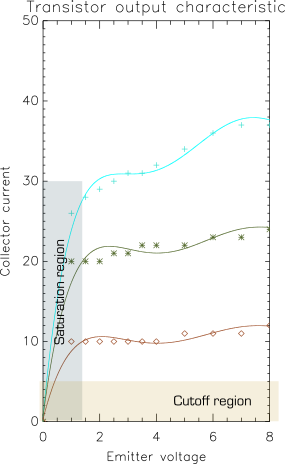 Transistor output characteristic
50
40
30
20
10
0
Collector current
Saturation region
Cutoff region
0 2 4 6 8
Emitter voltage